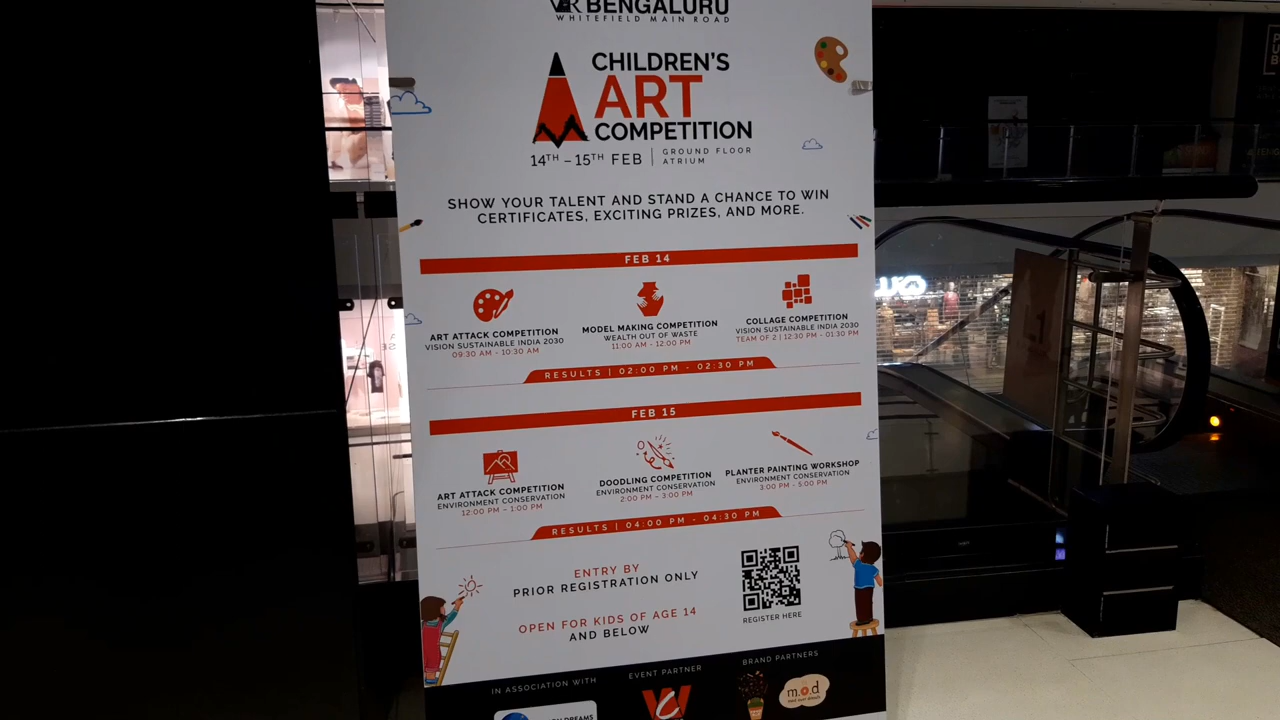 VR BENGALURU
WHITEFIELD MAIN ROAD
CHILDREN'S
ART
COMPETITION
14TH – 15TH FEB | GROUND FLOOR
ATRIUM
SHOW YOUR TALENT AND STAND A CHANCE TO WIN
CERTIFICATES, EXCITING PRIZES, AND MORE.
FEB 14
ART ATTACK COMPETITION
VISION SUSTAINABLE INDIA 2030
09:30 AM - 10:30 AM
MODEL MAKING COMPETITION
WEALTH OUT OF WASTE
11:00 AM - 12:00 PM
COLLAGE COMPETITION
VISION SUSTAINABLE INDIA 2030
TEAM OF 2 | 12:30 PM - 01:30 PM
RESULTS | 02:00 PM - 02:30 PM
FEB 15
ART ATTACK COMPETITION
ENVIRONMENT CONSERVATION
12:00 PM – 1:00 PM
DOODLING COMPETITION
ENVIRONMENT CONSERVATION
2:00 PM – 3:00 PM
PLANTER PAINTING WORKSHOP
ENVIRONMENT CONSERVATION
3:00 PM - 5:00 PM
RESULTS | 04:00 PM - 04:30 PM
ENTRY BY
PRIOR REGISTRATION ONLY
OPEN FOR KIDS OF AGE 14
AND BELOW
REGISTER HERE
IN ASSOCIATION WITH
EVENT PARTNER
BRAND PARTNERS
DREAMS
m.o.d